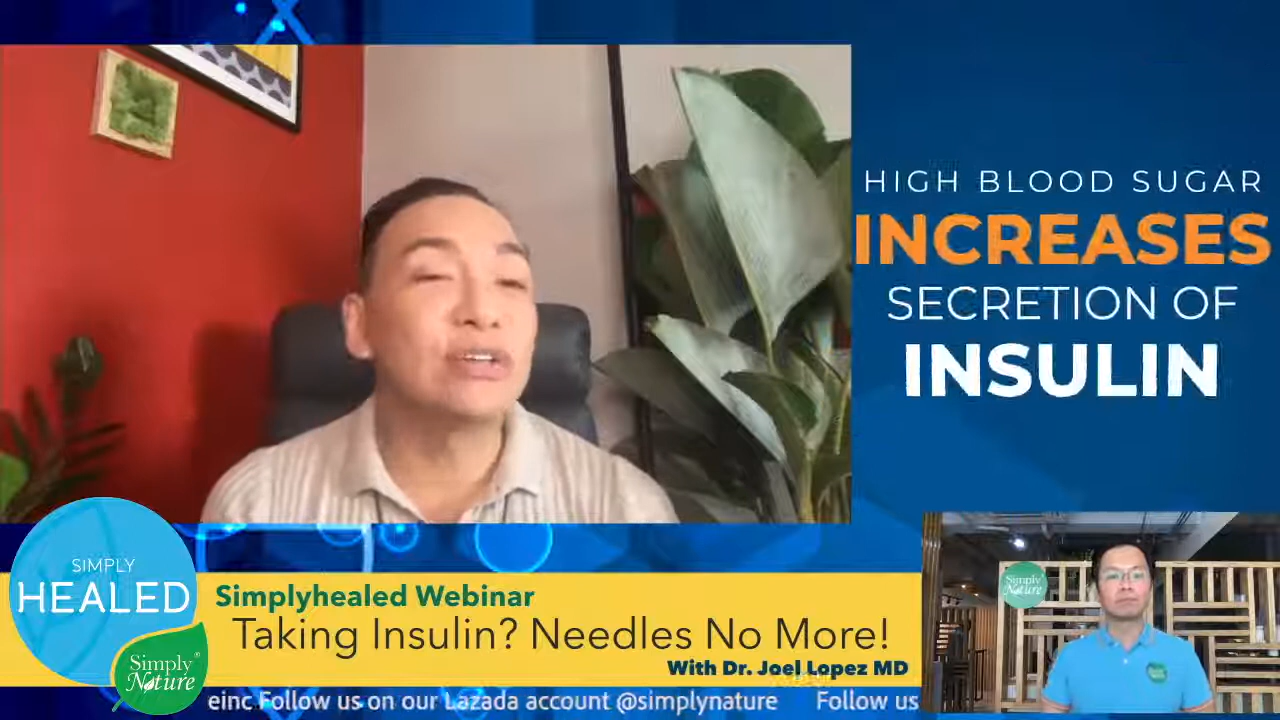 HIGH BLOOD SUGAR
INCREASES
SECRETION OF
INSULIN
SIMPLY
HEALED
Simply
Nature
Simplyhealed Webinar
Taking Insulin? Needles No More!
With Dr. Joel Lopez MD
einc Follow us on our Lazada account @simplynature Follow us
Simply
Nature